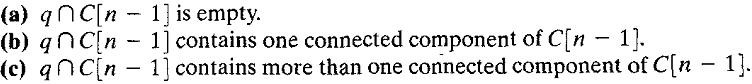 (a) q ∩ C[n − 1] is empty.
(b) q ∩ C[n − 1] contains one connected component of C[n − 1].
(c) q ∩ C[n − 1] contains more than one connected component of C[n − 1].